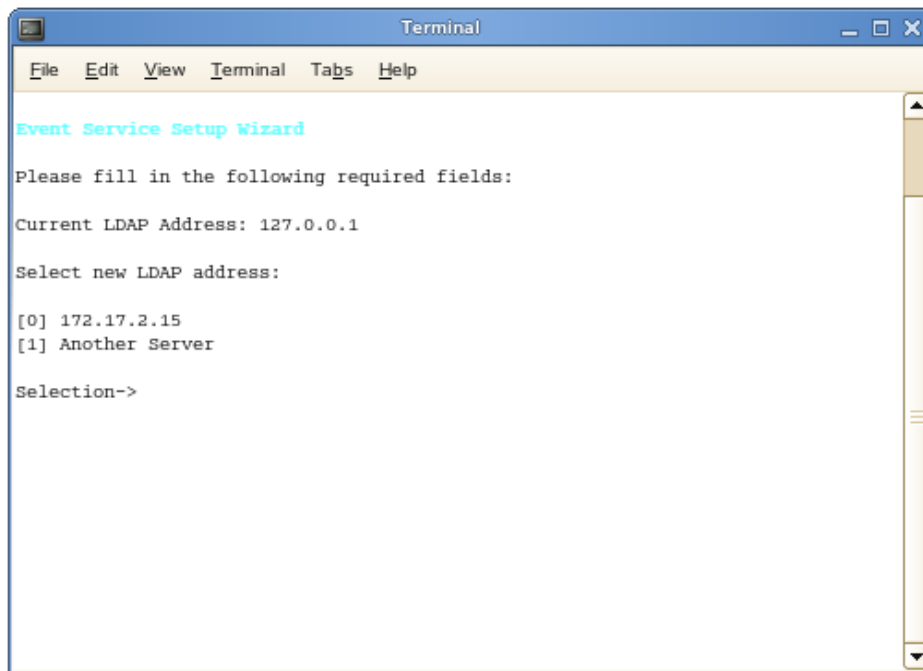 Terminal
File Edit View Terminal Tabs Help
Event Service Setup Wizard
Please fill in the following required fields:
Current LDAP Address: 127.0.0.1
Select new LDAP address:
[0] 172.17.2.15
[1] Another Server
Selection->